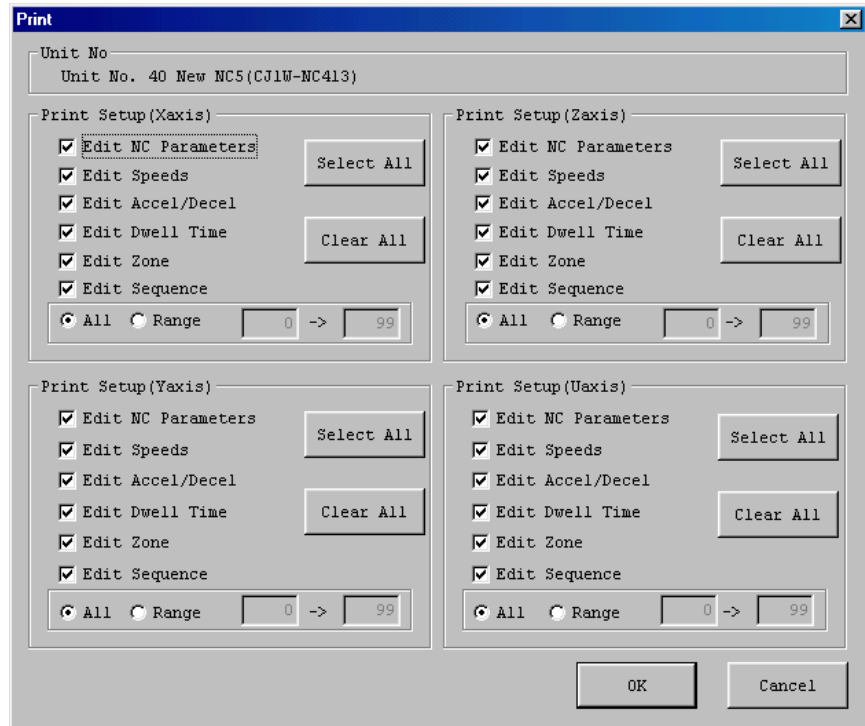 Print
Unit No
Unit No. 40 New NC5(CJ1W-NC413)
Print Setup(Xaxis)
Edit NC Parameters
Edit Speeds
Edit Accel/Decel
Edit Dwell Time
Edit Zone
Edit Sequence
Select All
Clear All
All Range 0 -> 99
Print Setup(Zaxis)
Edit NC Parameters
Edit Speeds
Edit Accel/Decel
Edit Dwell Time
Edit Zone
Edit Sequence
Select All
Clear All
All Range 0 -> 99
Print Setup(Yaxis)
Edit NC Parameters
Edit Speeds
Edit Accel/Decel
Edit Dwell Time
Edit Zone
Edit Sequence
Select All
Clear All
All Range 0 -> 99
Print Setup(Uaxis)
Edit NC Parameters
Edit Speeds
Edit Accel/Decel
Edit Dwell Time
Edit Zone
Edit Sequence
Select All
Clear All
All Range 0 -> 99
OK Cancel